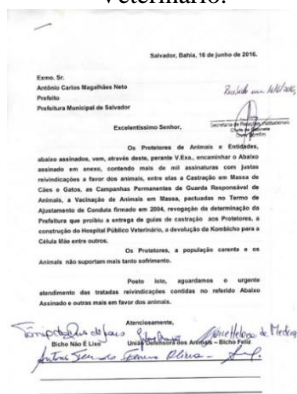 Veterinário.
Salvador, Bahia, 16 de junho de 2016.
Exmo. Sr.
Antônio Carlos Magalhães Neto
Prefeito
Prefeitura Municipal de Salvador
Excelentíssimo Senhor,
Os Protetores de Animais e Entidades,
abaixo assinados, vem, através deste, perante V.Exa., encaminhar o Abaixo
assinado em anexo, contendo mais de mil assinaturas com justas
reivindicações a favor dos animais, entre elas a Castração em Massa de
Cães e Gatos, as Campanhas Permanentes de Guarda Responsável de
Animais, a Vacinação de Animais em Massa, pactuadas no Termo de
Ajustamento de Conduta firmado em 2004, revogação da determinação da
Prefeitura que proibiu a entrega de guias de castração aos Protetores, a
construção do Hospital Público Veterinário, a devolução da Kombicho para a
Célula Mãe entre outros.
Os Protetores, a população carente e os
Animais não suportam mais tanto sofrimento.
Posto isto, aguardamos o urgente
atendimento das tratadas reivindicações contidas no referido Abaixo
Assinado e outras mais em favor dos animais.
Atenciosamente,
Bicho Não É Lixo União Defensora dos Animais – Bicho Feliz